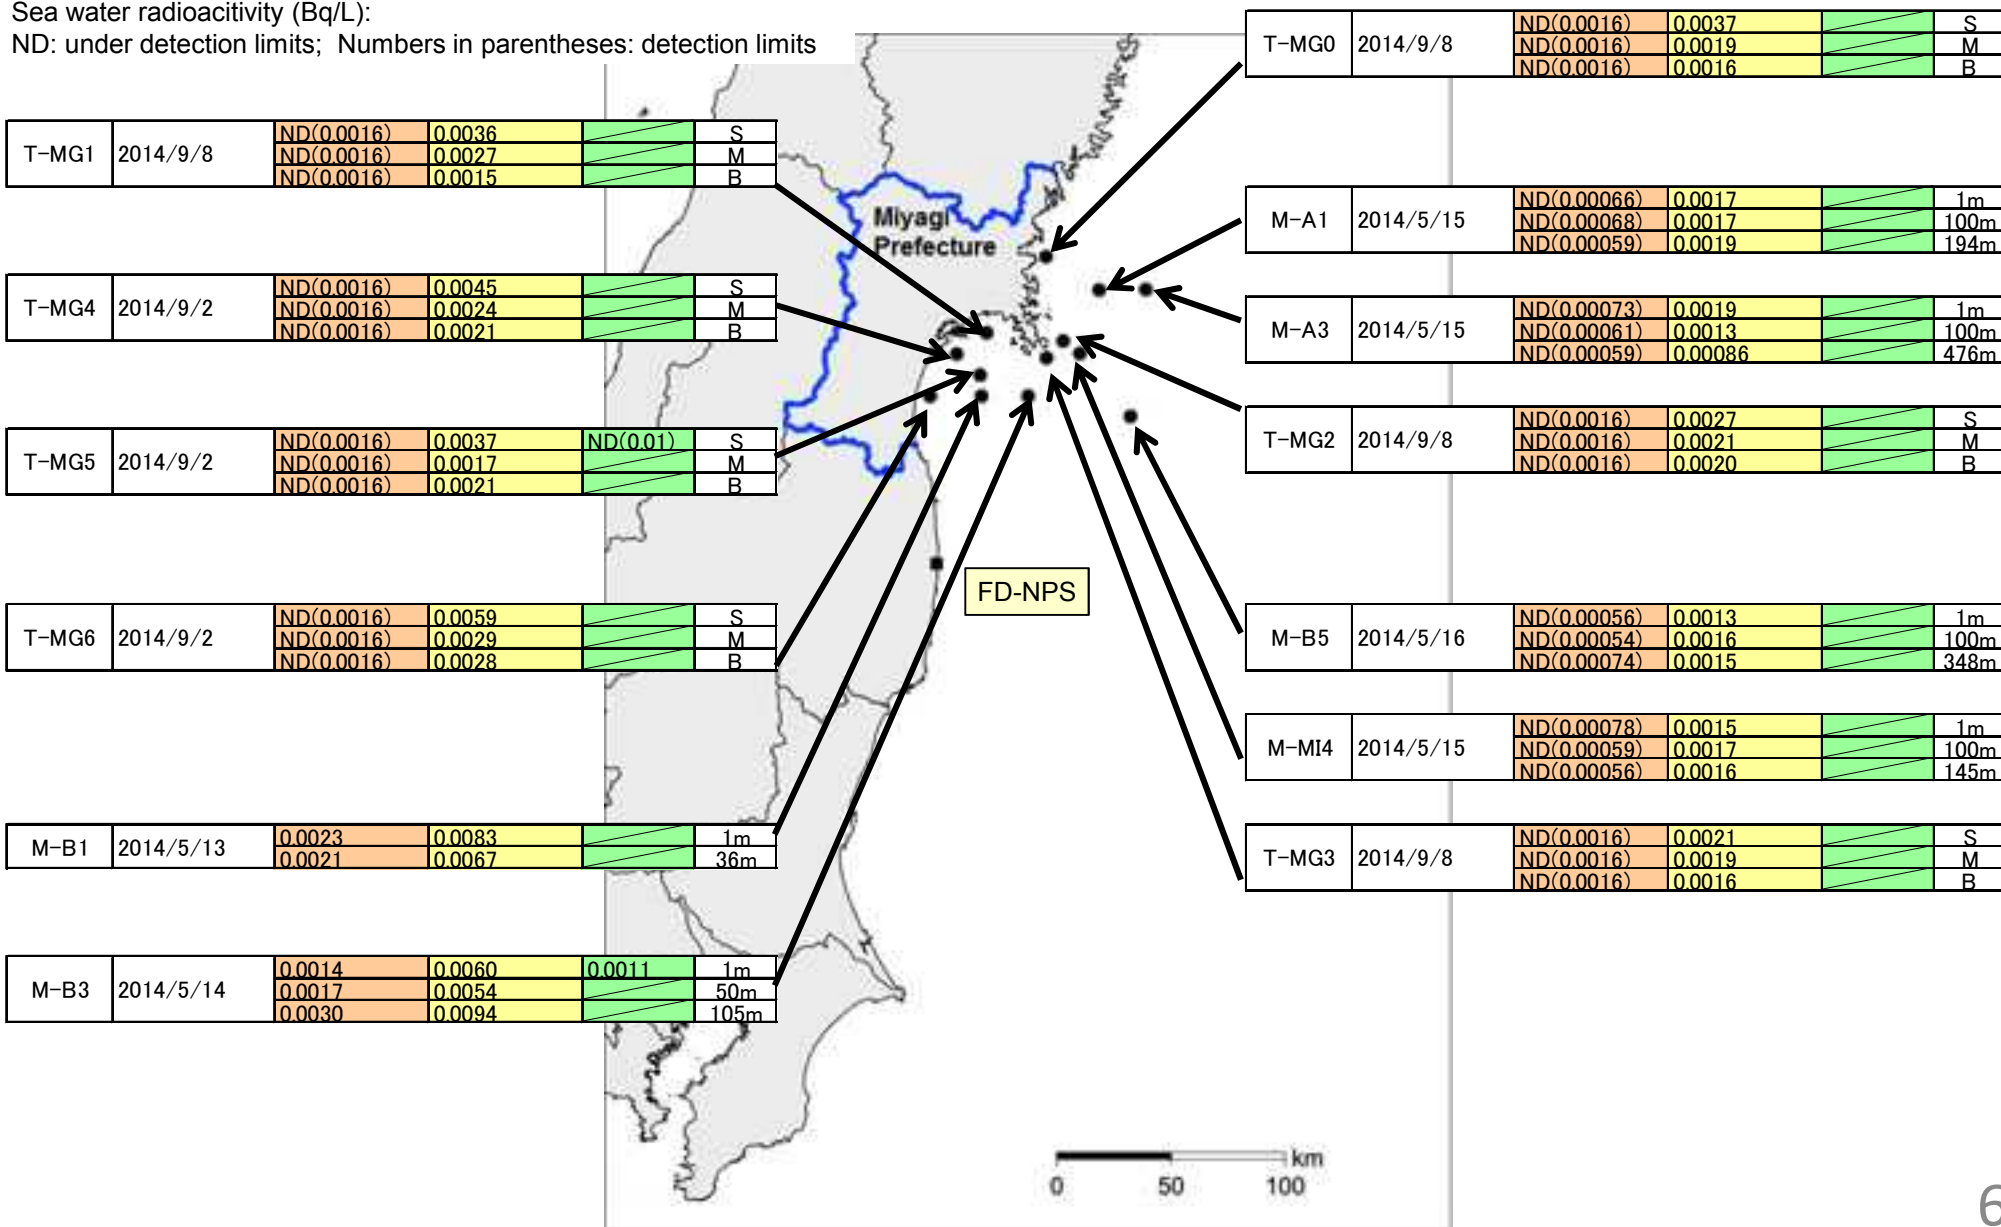 Sea water radioacitivity (Bq/L):
ND: under detection limits; Numbers in parentheses: detection limits
T-MG0 2014/9/8 ND(0.0016) 0.0037 S
ND(0.0016) 0.0019 M
ND(0.0016) 0.0016 B
T-MG1 2014/9/8 ND(0.0016) 0.0036 S
ND(0.0016) 0.0027 M
ND(0.0016) 0.0015 B
M-A1 2014/5/15 ND(0.00066) 0.0017 1m
ND(0.00068) 0.0017 100m
ND(0.00059) 0.0019 194m
Miyagi
Prefecture
T-MG4 2014/9/2 ND(0.0016) 0.0045 S
ND(0.0016) 0.0024 M
ND(0.0016) 0.0021 B
M-A3 2014/5/15 ND(0.00073) 0.0019 1m
ND(0.00061) 0.0013 100m
ND(0.00059) 0.00086 476m
T-MG2 2014/9/8 ND(0.0016) 0.0027 S
ND(0.0016) 0.0021 M
ND(0.0016) 0.0020 B
T-MG5 2014/9/2 ND(0.0016) 0.0037 ND(0.01) S
ND(0.0016) 0.0017 M
ND(0.0016) 0.0021 B
FD-NPS
T-MG6 2014/9/2 ND(0.0016) 0.0059 S
ND(0.0016) 0.0029 M
ND(0.0016) 0.0028 B
M-B5 2014/5/16 ND(0.00056) 0.0013 1m
ND(0.00054) 0.0016 100m
ND(0.00074) 0.0015 348m
M-MI4 2014/5/15 ND(0.00078) 0.0015 1m
ND(0.00059) 0.0017 100m
ND(0.00056) 0.0016 145m
M-B1 2014/5/13 0.0023 0.0083 1m
0.0021 0.0067 36m
T-MG3 2014/9/8 ND(0.0016) 0.0021 S
ND(0.0016) 0.0019 M
ND(0.0016) 0.0016 B
M-B3 2014/5/14 0.0014 0.0060 0.0011 1m
0.0017 0.0054 50m
0.0030 0.0094 105m
km
0 50 100
6